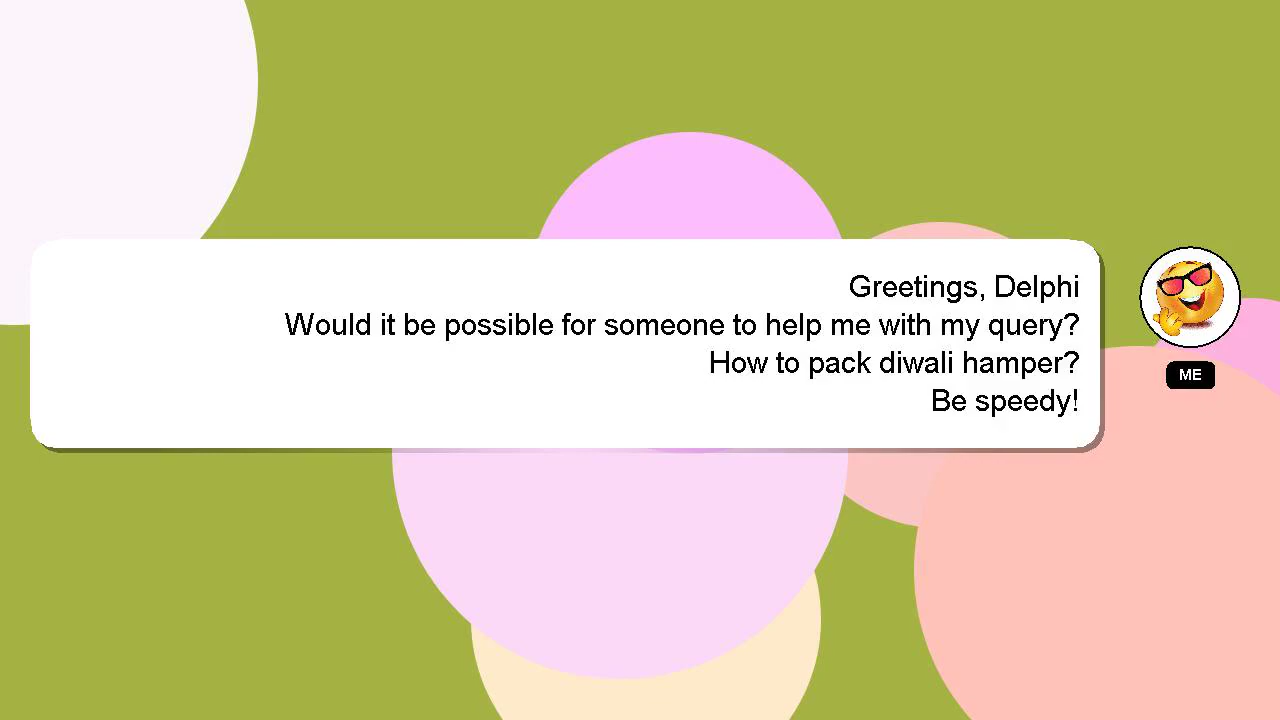 Greetings, Delphi
Would it be possible for someone to help me with my query?
How to pack diwali hamper?
Be speedy!
ME